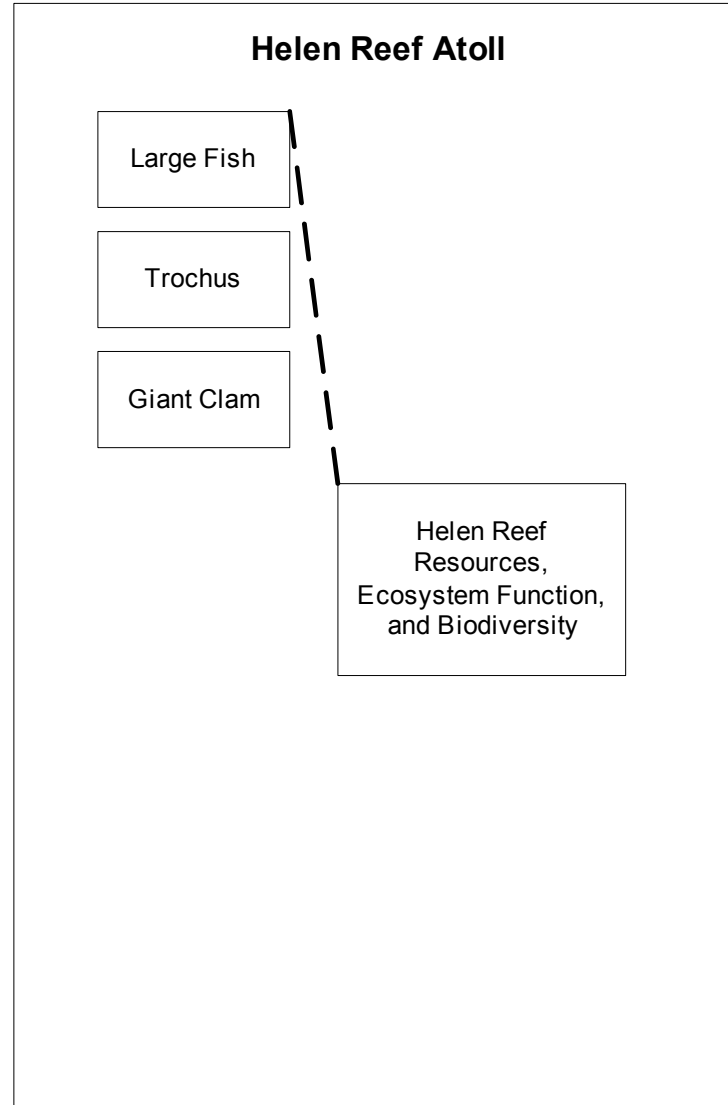 Helen Reef Atoll
Large Fish
Trochus
Giant Clam
Helen Reef
Resources,
Ecosystem Function,
and Biodiversity